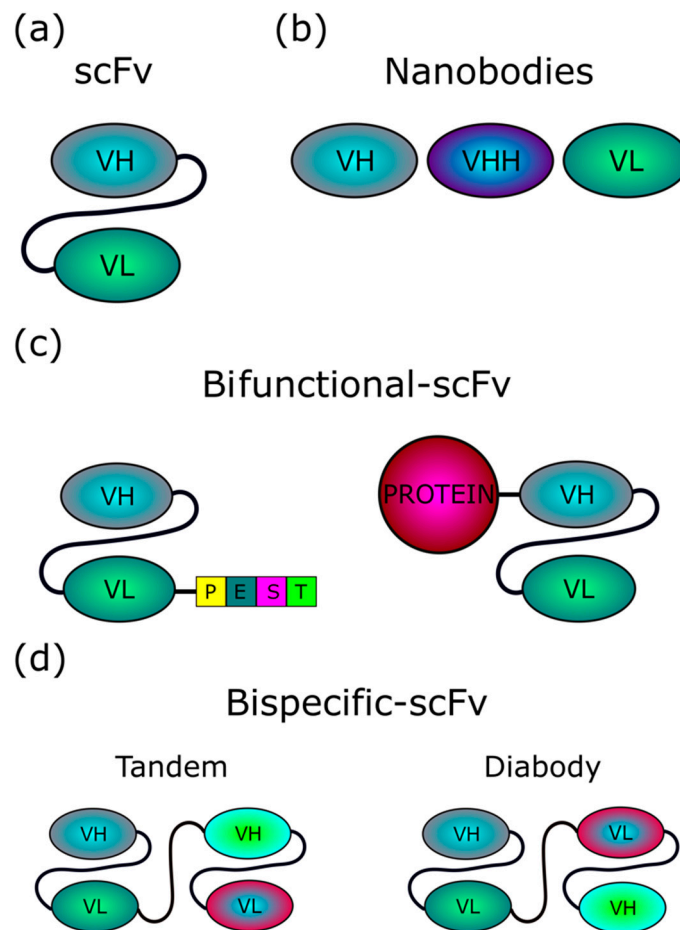 (a)
scFv
VH
VL
(b)
Nanobodies
VH VHH VL
(c)
Bifunctional-scFv
VH
VL P E S T
PROTEIN VH
VL
(d)
Bispecific-scFv
Tandem
VH VH
VL VL
Diabody
VH VL
VL VH